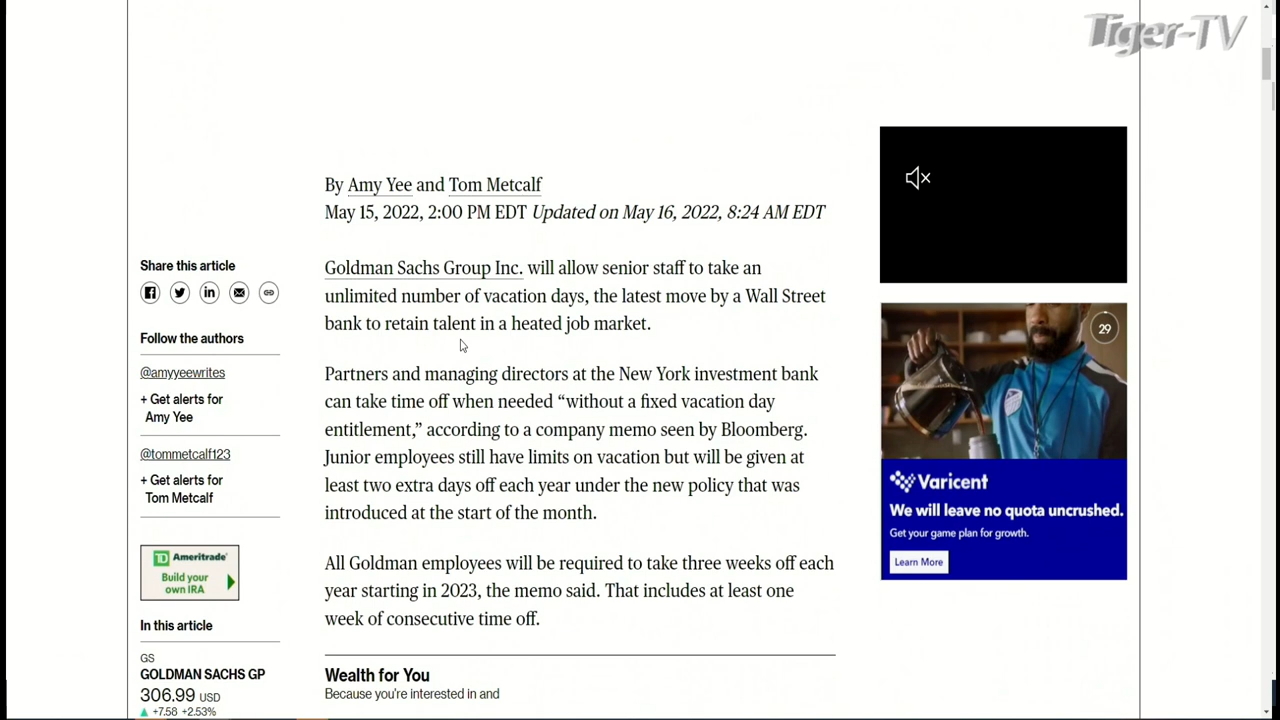 Tiger-TV
By Amy Yee and Tom Metcalf
May 15, 2022, 2:00 PM EDT Updated on May 16, 2022, 8:24 AM EDT
Share this article
Follow the authors
@amyyeewrites
+ Get alerts for
Amy Yee
@tommetcalf123
+ Get alerts for
Tom Metcalf
TD Ameritrade
Build your
own IRA
In this article
GS
GOLDMAN SACHS GP
306.99 USD
+7.58 +2.53%
Goldman Sachs Group Inc. will allow senior staff to take an
unlimited number of vacation days, the latest move by a Wall Street
bank to retain talent in a heated job market.
Partners and managing directors at the New York investment bank
can take time off when needed “without a fixed vacation day
entitlement,” according to a company memo seen by Bloomberg.
Junior employees still have limits on vacation but will be given at
least two extra days off each year under the new policy that was
introduced at the start of the month.
All Goldman employees will be required to take three weeks off each
year starting in 2023, the memo said. That includes at least one
week of consecutive time off.
Wealth for You
Because you're interested in and
29
Varicent
We will leave no quota uncrushed.
Get your game plan for growth.
Learn More